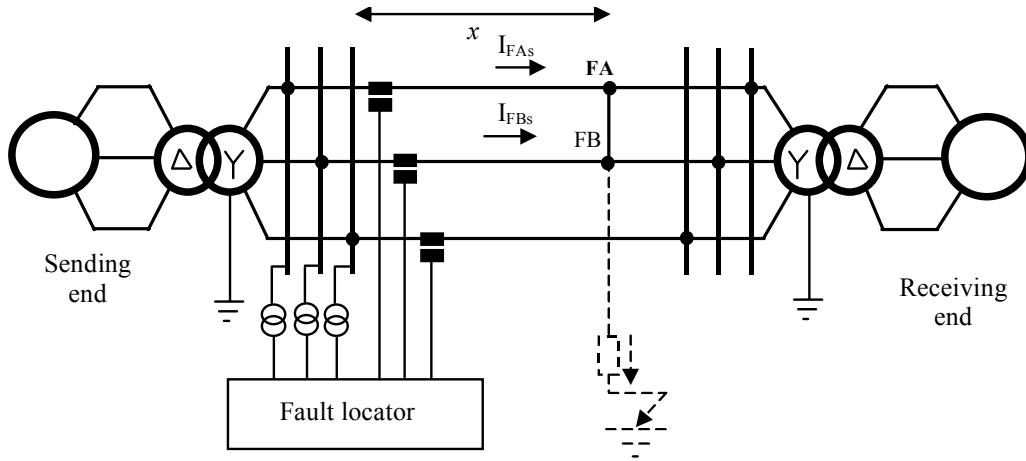 x
I_FAs
FA
I_FBs
FB
Δ Y
Y Δ
Sending
end
Receiving
end
Fault locator